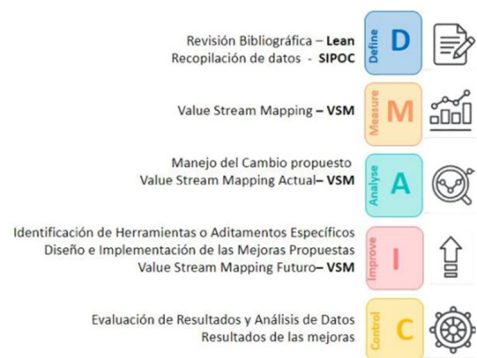 Revisión Bibliográfica – Lean
Recopilación de datos - SIPOC
Define
D
Value Stream Mapping – VSM
Measure
M
Manejo del Cambio propuesto
Value Stream Mapping Actual– VSM
Analyse
A
Identificación de Herramientas o Aditamentos Específicos
Diseño e Implementación de las Mejoras Propuestas
Value Stream Mapping Futuro– VSM
Improve
I
Evaluación de Resultados y Análisis de Datos
Resultados de las mejoras
Control
C